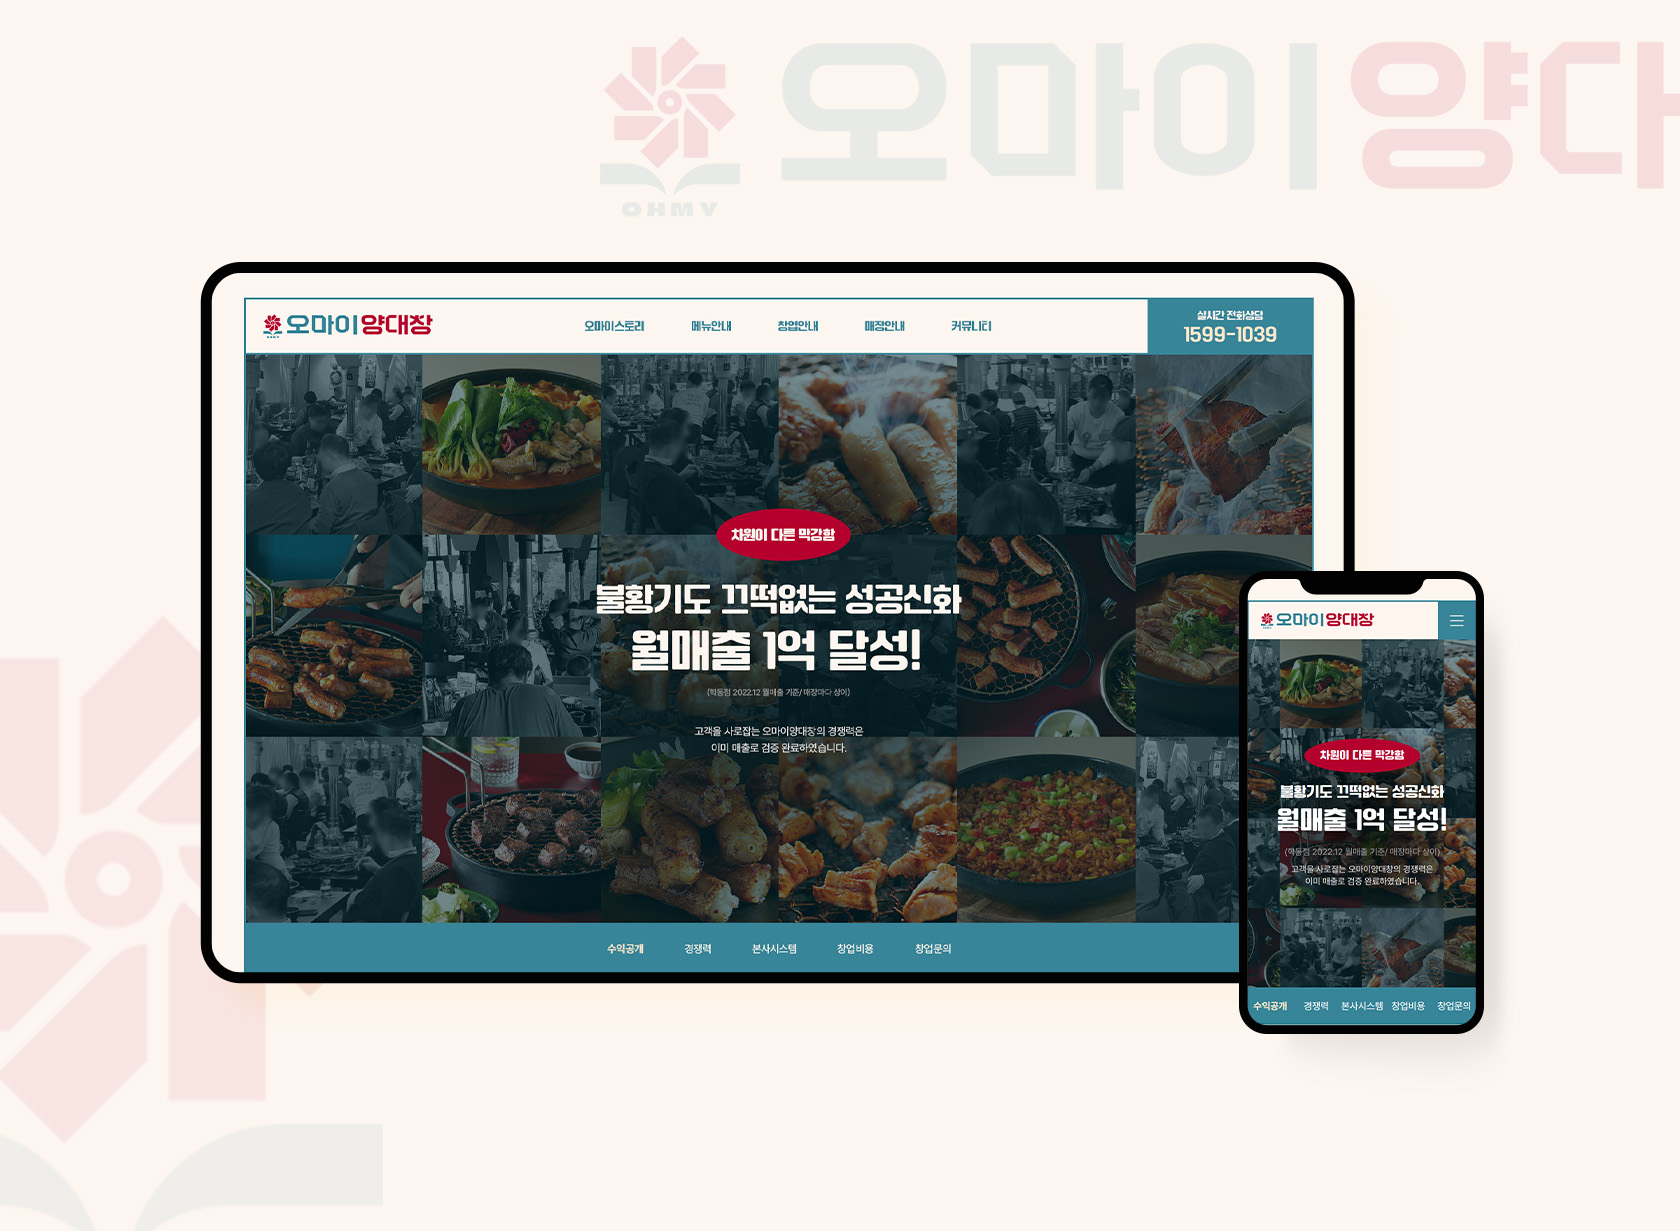 오마이양대
OHMY
오마이양대장
오마이스토리 메뉴안내 창업안내 매장안내 커뮤니티
실시간 전화상담
1599-1039
차원이 다른 막강함
불황기도 끄떡없는 성공신화
월매출 1억 달성!
(학동점 2022.12 월매출 기준/ 매장마다 상이)
고객을 사로잡는 오마이양대장의 경쟁력은
이미 매출로 검증 완료하였습니다.
수익공개 경쟁력 본사시스템 창업비용 창업문의
오마이양대장
차원이 다른 막강함
불황기도 끄떡없는 성공신화
월매출 1억 달성!
(학동점 2022.12 월매출 기준/ 매장마다 상이)
고객을 사로잡는 오마이양대장의 경쟁력은
이미 매출로 검증 완료하였습니다.
수익공개 경쟁력 본사시스템 창업비용 창업문의